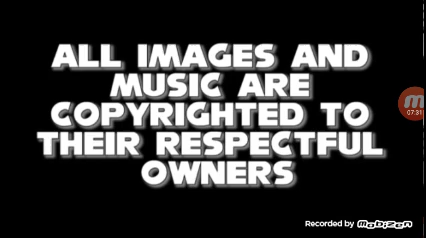 ALL IMAGES AND
MUSIC ARE
COPYRIGHTED TO
THEIR RESPECTFUL
OWNERS
07:31
Recorded by Mobizen